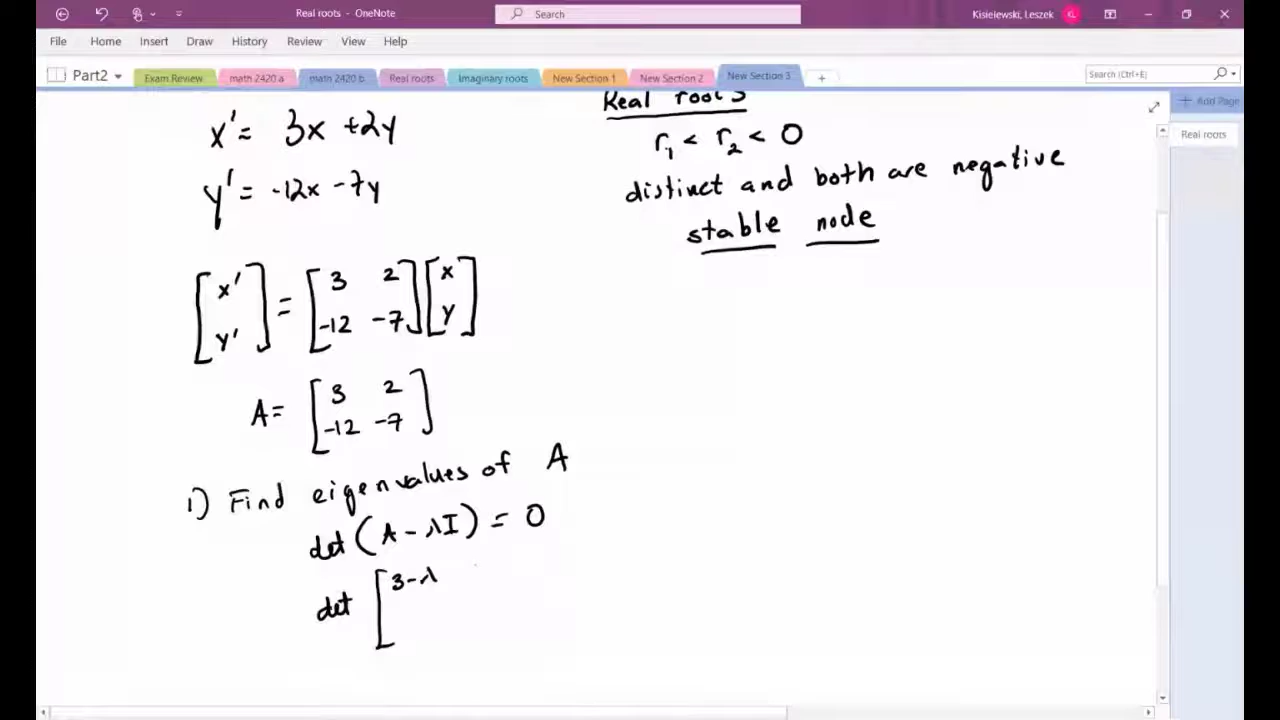 Real roots - OneNote
Search
Kisielewski, Leszek
KL
File Home Insert Draw History Review View Help
Part2
Exam Review
math 2420 a
math 2420 b
Real roots
Imaginary roots
New Section 1
New Section 2
New Section 3
+
Search (Ctrl+E)
+ Add Page
Real roots
x' = 3x +2y
y' = -12x -7y
[x' y'] = [3 2
-12 -7] [x y]
A = [3 2
-12 -7]
1) Find eigenvalues of A
det (A - λI) = 0
det [3-λ
Real roots
r₁ < r₂ < 0
distinct and both are negative
stable node